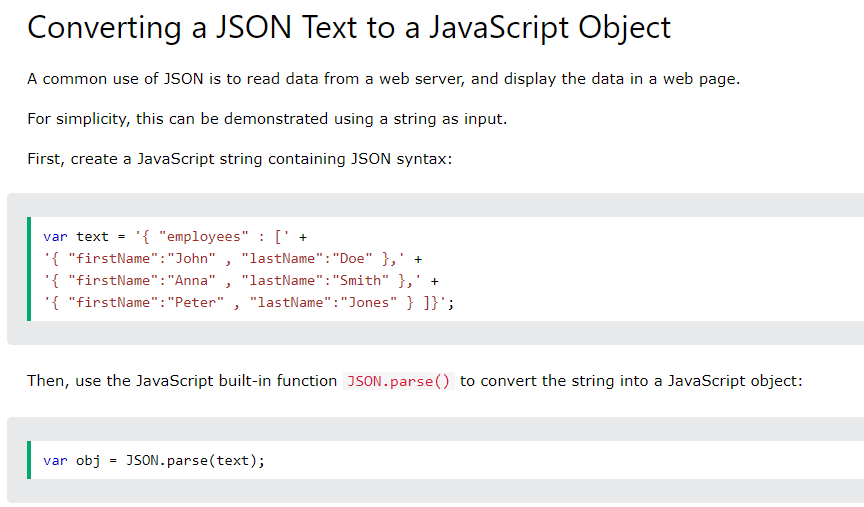 Converting a JSON Text to a JavaScript Object
A common use of JSON is to read data from a web server, and display the data in a web page.
For simplicity, this can be demonstrated using a string as input.
First, create a JavaScript string containing JSON syntax:
var text = '{ "employees" : [' +
'{ "firstName":"John" , "lastName":"Doe" },' +
'{ "firstName":"Anna" , "lastName":"Smith" },' +
'{ "firstName":"Peter" , "lastName":"Jones" } ]}';
Then, use the JavaScript built-in function JSON.parse() to convert the string into a JavaScript object:
var obj = JSON.parse(text);